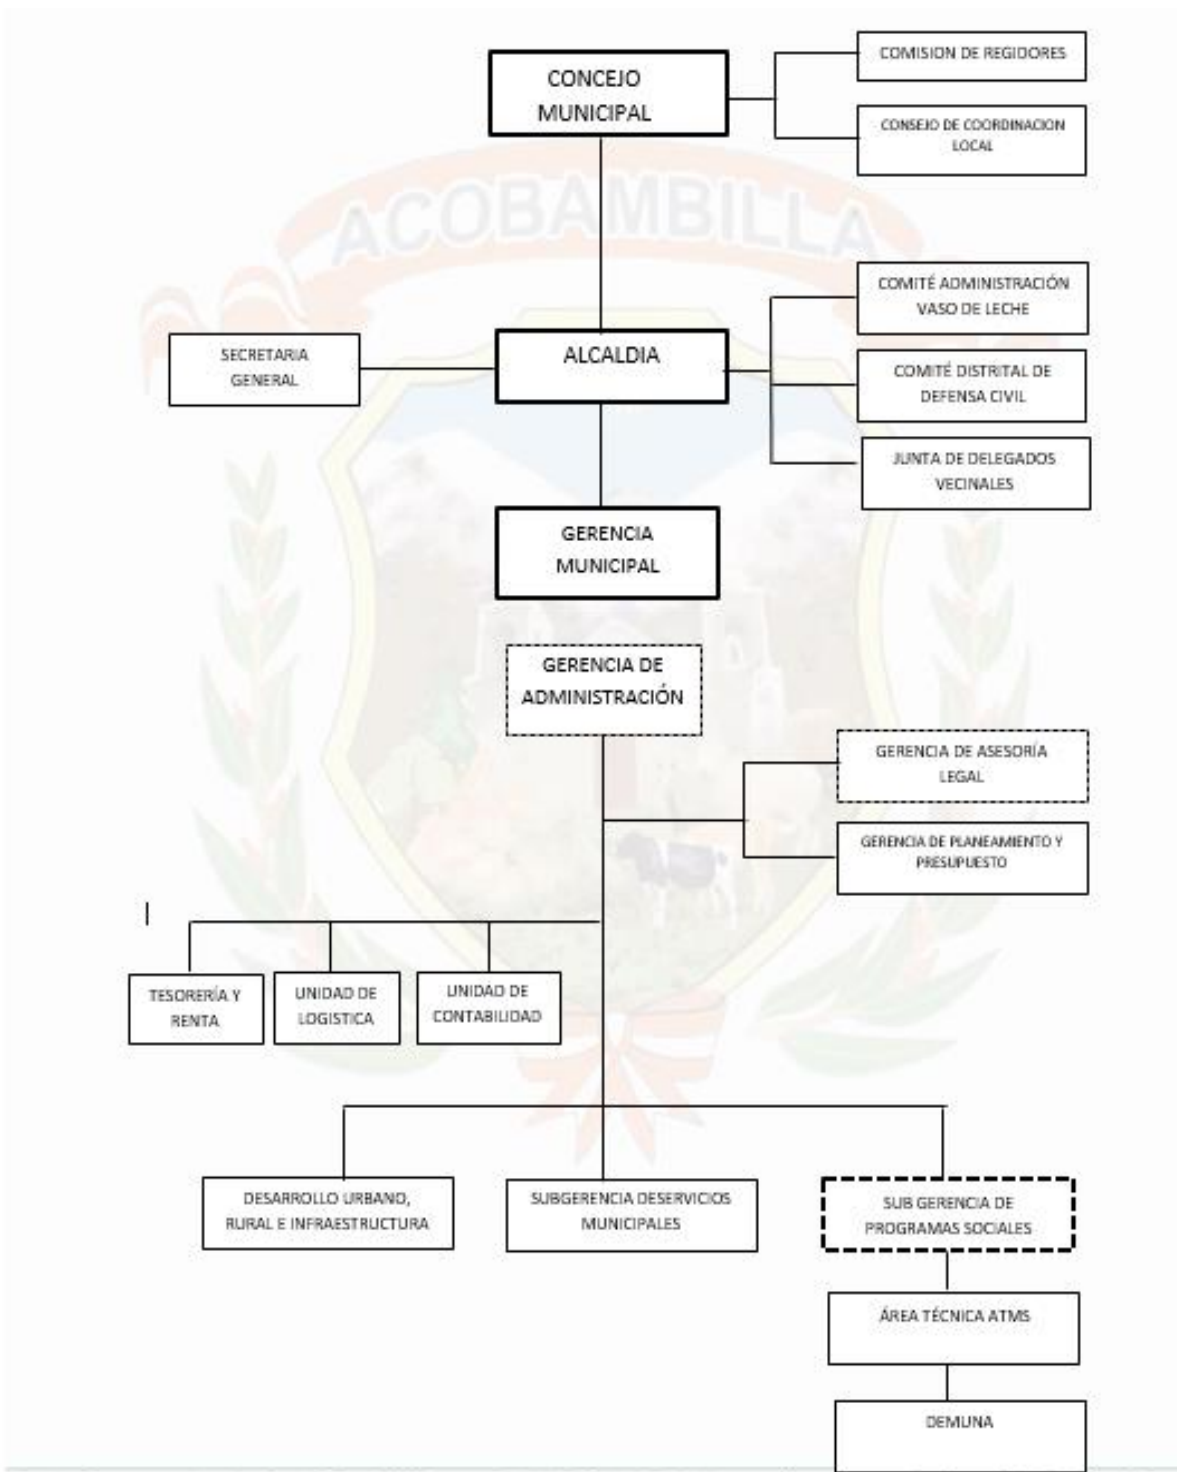 COMISION DE REGIDORES
CONCEJO
MUNICIPAL
CONSEJO DE COORDINACION
LOCAL
ACOBAMBILLA
COMITÉ ADMINISTRACIÓN
VASO DE LECHE
SECRETARIA
GENERAL
ALCALDIA
COMITÉ DISTRITAL DE
DEFENSA CIVIL
JUNTA DE DELEGADOS
VECINALES
GERENCIA
MUNICIPAL
GERENCIA DE
ADMINISTRACIÓN
GERENCIA DE ASESORÍA
LEGAL
GERENCIA DE PLANEAMIENTO Y
PRESUPUESTO
TESORERÍA Y
RENTA
UNIDAD DE
LOGISTICA
UNIDAD DE
CONTABILIDAD
DESARROLLO URBANO,
RURAL E INFRAESTRUCTURA
SUBGERENCIA DESERVICIOS
MUNICIPALES
SUB GERENCIA DE
PROGRAMAS SOCIALES
ÁREA TÉCNICA ATMS
DEMUNA